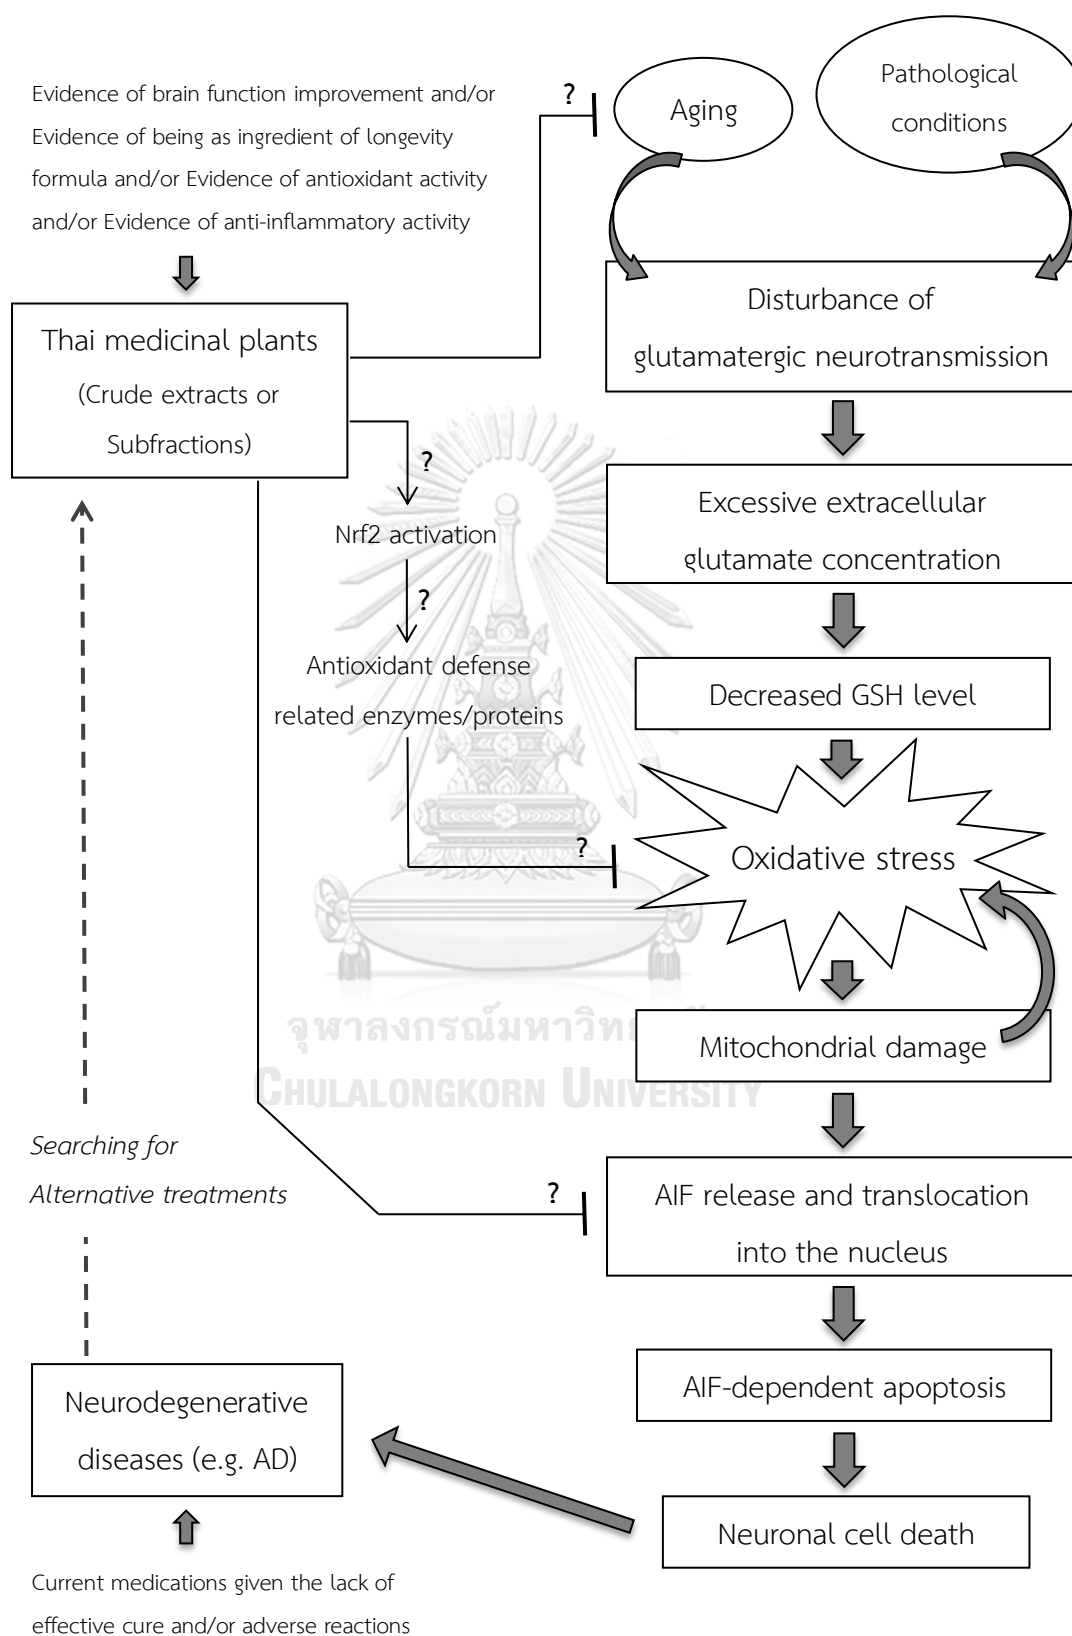 Evidence of brain function improvement and/or
Evidence of being as ingredient of longevity
formula and/or Evidence of antioxidant activity
and/or Evidence of anti-inflammatory activity
?
Aging
Pathological
conditions
Thai medicinal plants
(Crude extracts or
Subfractions)
Disturbance of
glutamatergic neurotransmission
?
Nrf2 activation
?
Antioxidant defense
related enzymes/proteins
?
Excessive extracellular
glutamate concentration
Decreased GSH level
Oxidative stress
Mitochondrial damage
จุฬาลงกรณ์มหาวิท
CHULALONGKORN UNIVERSITY
Searching for
Alternative treatments
?
AIF release and translocation
into the nucleus
AIF-dependent apoptosis
Neuronal cell death
Neurodegenerative
diseases (e.g. AD)
Current medications given the lack of
effective cure and/or adverse reactions